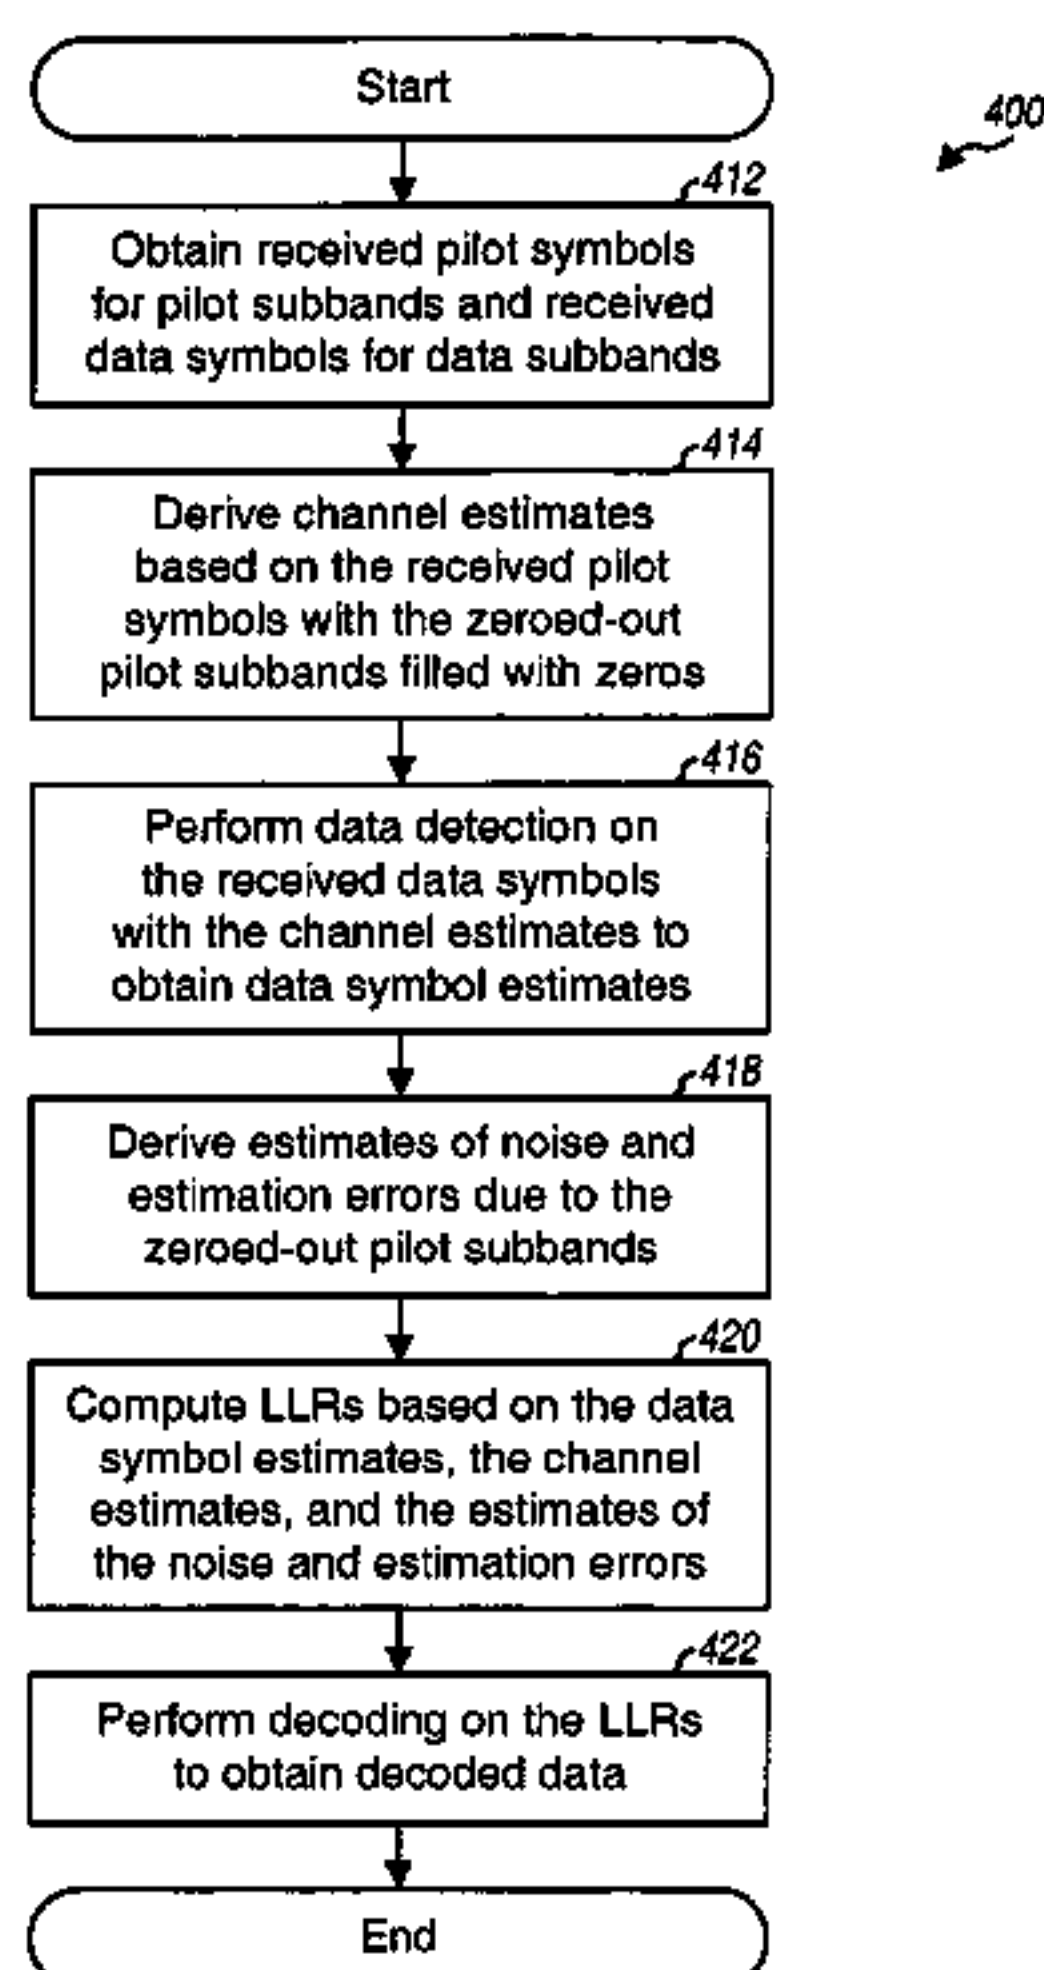 Start
400
412
Obtain received pilot symbols
for pilot subbands and received
data symbols for data subbands
414
Derive channel estimates
based on the received pilot
symbols with the zeroed-out
pilot subbands filled with zeros
416
Perform data detection on
the received data symbols
with the channel estimates to
obtain data symbol estimates
418
Derive estimates of noise and
estimation errors due to the
zeroed-out pilot subbands
420
Compute LLRs based on the data
symbol estimates, the channel
estimates, and the estimates of
the noise and estimation errors
422
Perform decoding on the LLRs
to obtain decoded data
End